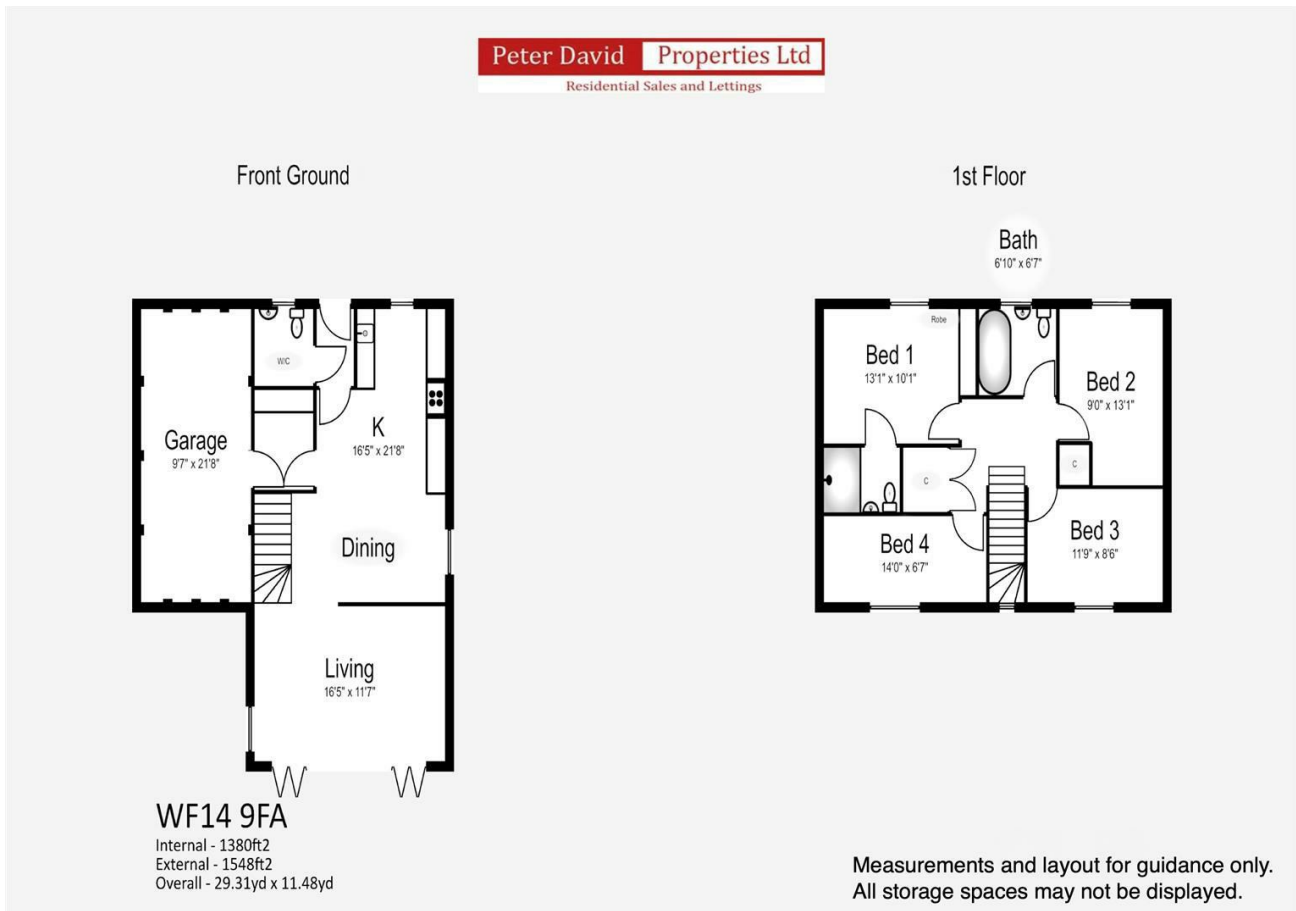 Peter David Properties Ltd
Residential Sales and Lettings
Front Ground
1st Floor
Bath
6'10" x 6'7"
W/C
Garage
9'7" x 21'8"
K
16'5" x 21'8"
Dining
Living
16'5" x 11'7"
Robe
Bed 1
13'1" x 10'1"
Bed 2
9'0" x 13'1"
C
C
Bed 4
14'0" x 6'7"
Bed 3
11'9" x 8'6"
WF14 9FA
Internal - 1380ft2
External - 1548ft2
Overall - 29.31yd x 11.48yd
Measurements and layout for guidance only.
All storage spaces may not be displayed.